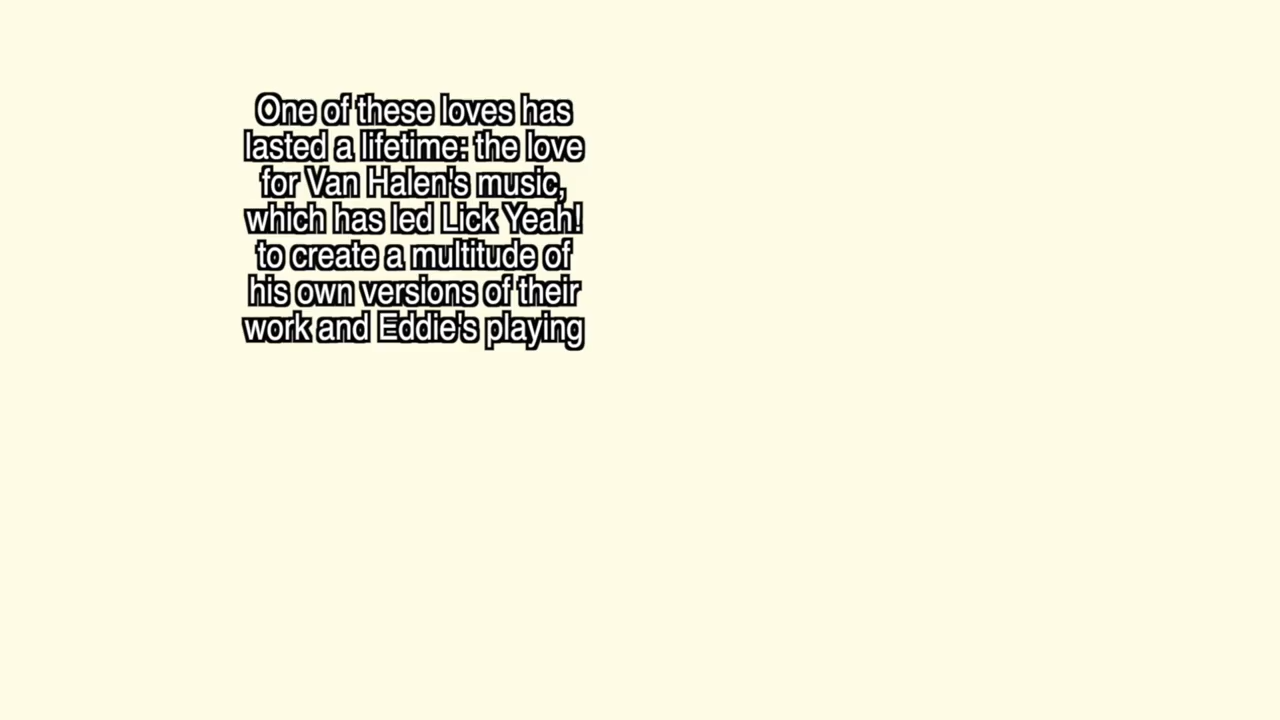 One of these loves has
lasted a lifetime: the love
for Van Halen's music,
which has led Lick Yeah!
to create a multitude of
his own versions of their
work and Eddie's playing